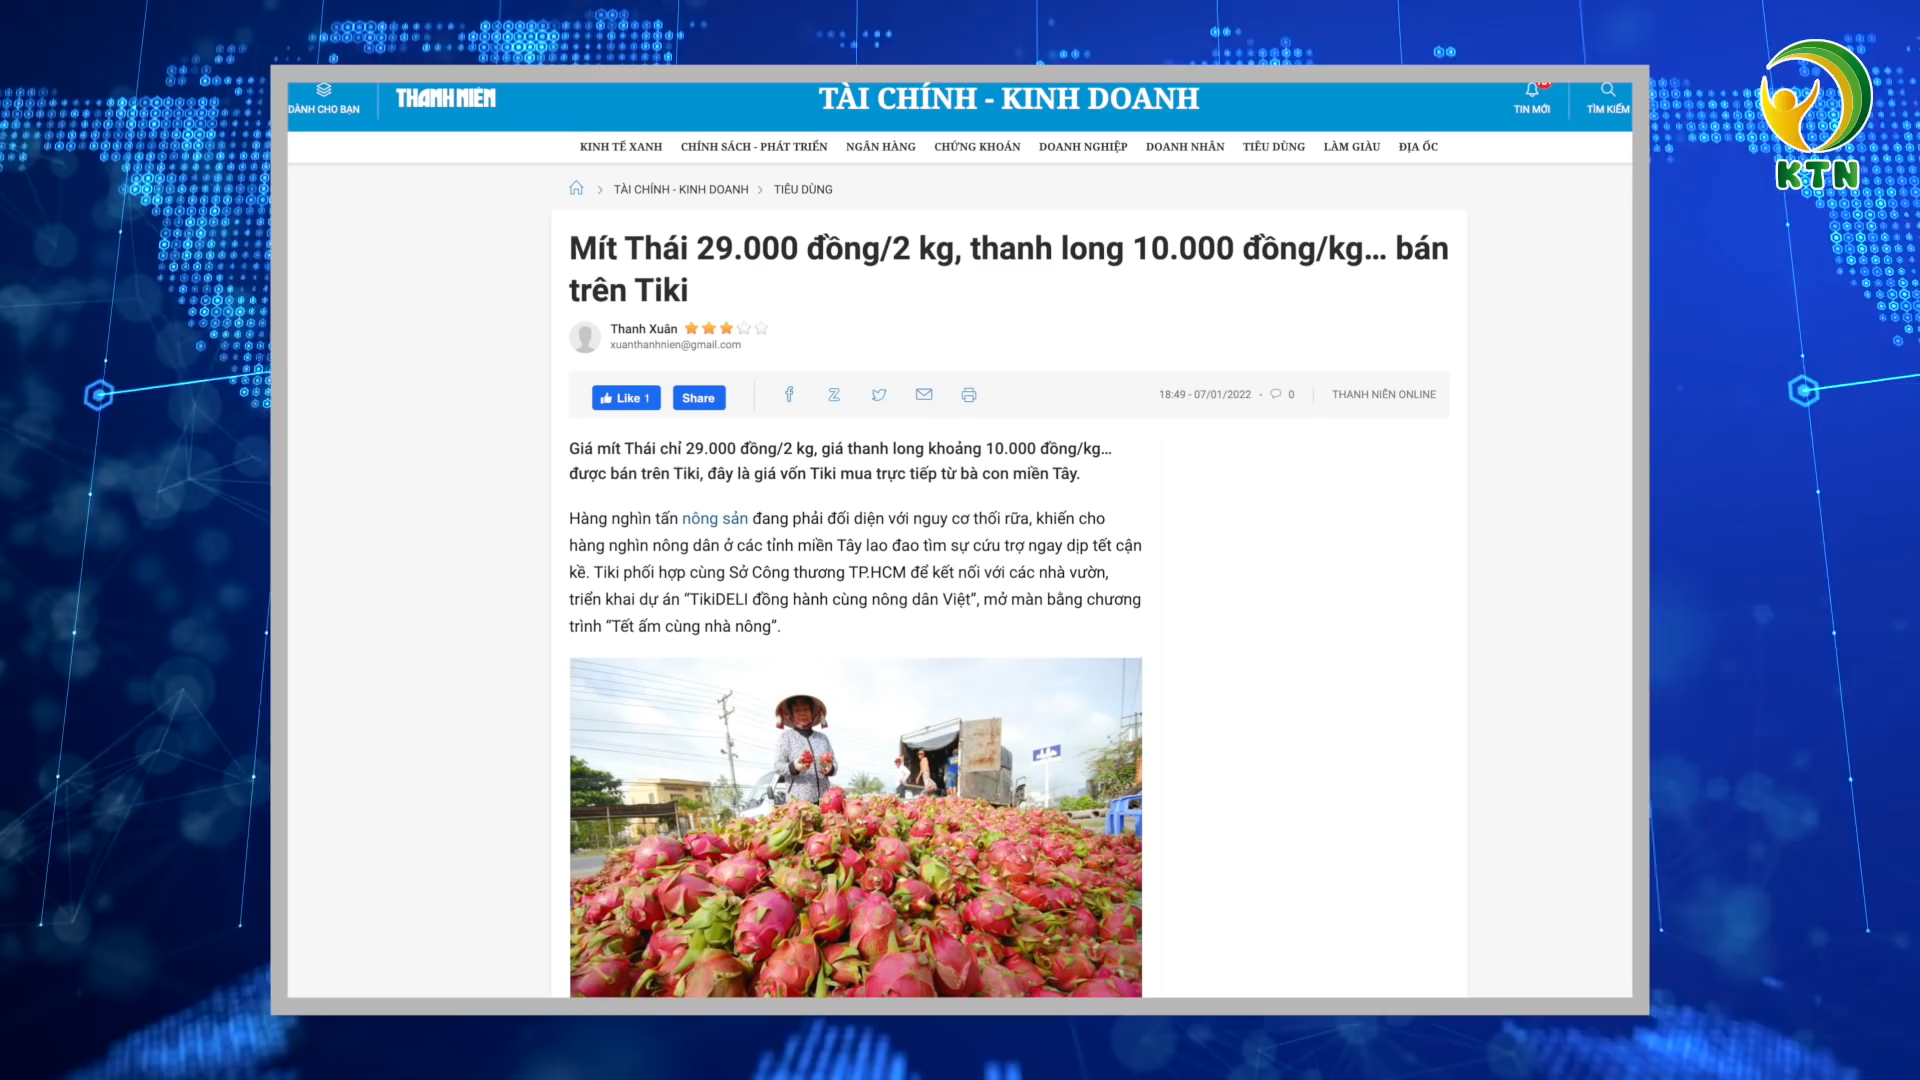 DÀNH CHO BẠN
THANH NIÊN
TÀI CHÍNH - KINH DOANH
TIN MỚI
TÌM KIẾM
KTN
KINH TẾ XANH CHÍNH SÁCH - PHÁT TRIỂN NGÂN HÀNG CHỨNG KHOÁN DOANH NGHIỆP DOANH NHÂN TIÊU DÙNG LÀM GIÀU ĐỊA ỐC
TÀI CHÍNH - KINH DOANH > TIÊU DÙNG
Mít Thái 29.000 đồng/2 kg, thanh long 10.000 đồng/kg... bán
trên Tiki
Thanh Xuân
xuanthanhnien@gmail.com
Like 1 Share
18:49 - 07/01/2022 - 0 THANH NIÊN ONLINE
Giá mít Thái chỉ 29.000 đồng/2 kg, giá thanh long khoảng 10.000 đồng/kg...
được bán trên Tiki, đây là giá vốn Tiki mua trực tiếp từ bà con miền Tây.
Hàng nghìn tấn nông sản đang phải đối diện với nguy cơ thối rữa, khiến cho
hàng nghìn nông dân ở các tỉnh miền Tây lao đao tìm sự cứu trợ ngay dịp tết cận
kề. Tiki phối hợp cùng Sở Công thương TP.HCM để kết nối với các nhà vườn,
triển khai dự án “TikiDELI đồng hành cùng nông dân Việt”, mở màn bằng chương
trình “Tết ấm cùng nhà nông”.